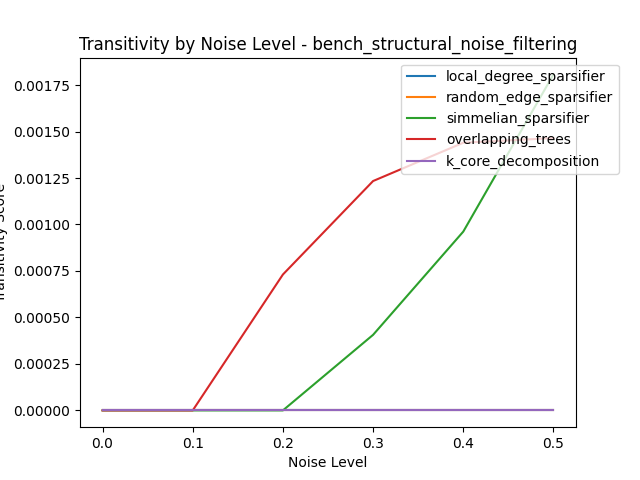 Transitivity by Noise Level - bench_structural_noise_filtering
local_degree_sparsifier
random_edge_sparsifier
simmelian_sparsifier
overlapping_trees
k_core_decomposition
0.00175
0.00150
0.00125
0.00100
0.00075
0.00050
0.00025
0.00000
0.0 0.1 0.2 0.3 0.4 0.5
Noise Level